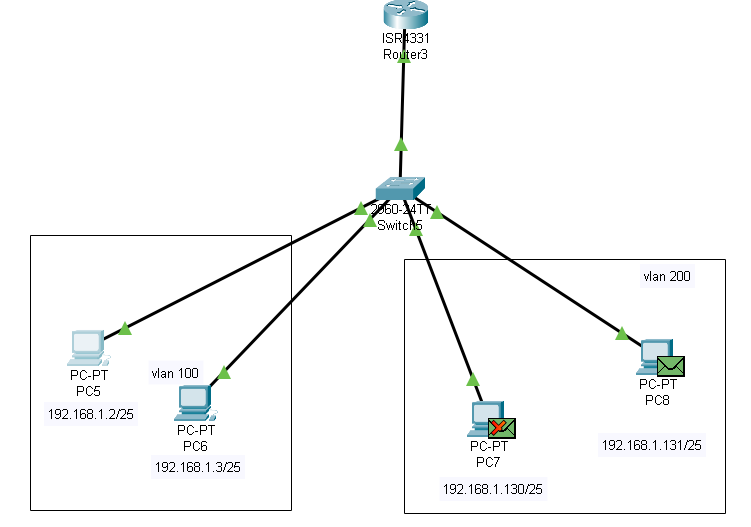 ISR4331
Router3
2960-24TT
Switch5
vlan 200
PC-PT
PC5
192.168.1.2/25
vlan 100
PC-PT
PC6
192.168.1.3/25
PC-PT
PC7
192.168.1.130/25
PC-PT
PC8
192.168.1.131/25